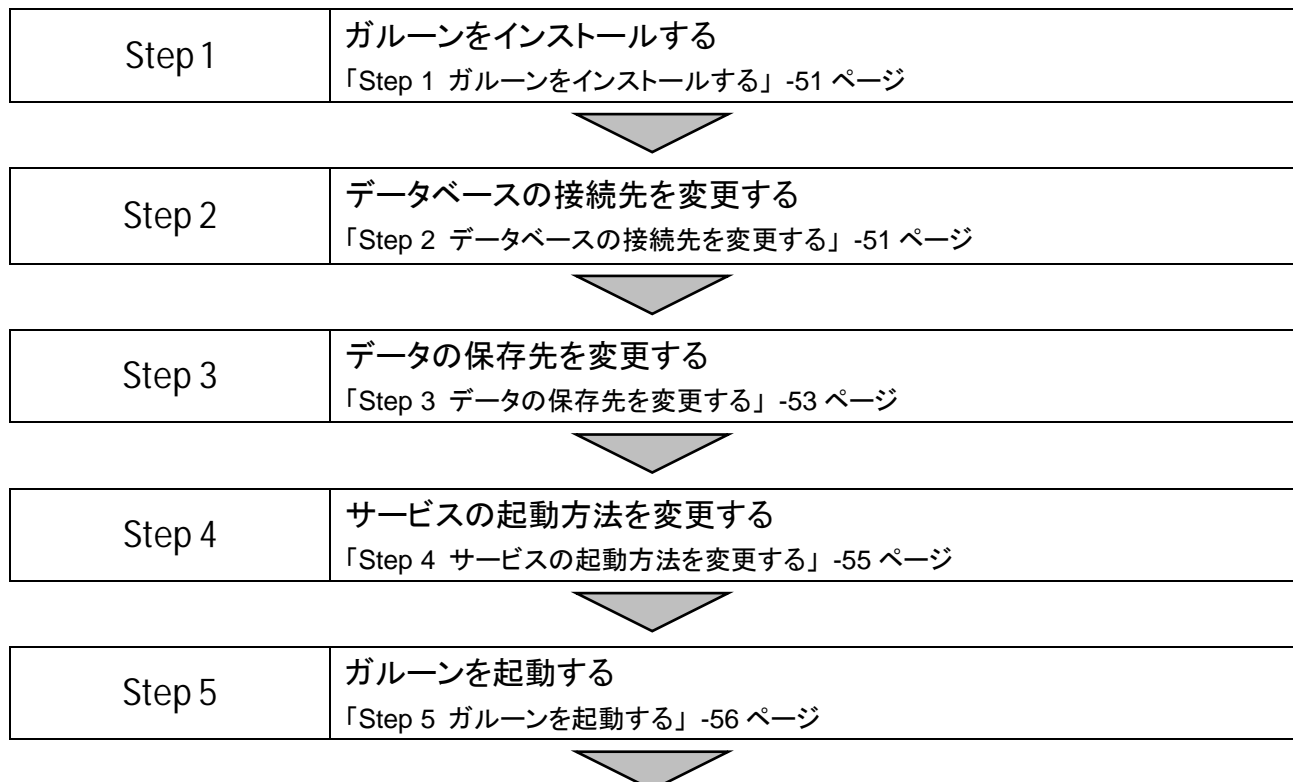 Step 1
ガルーンをインストールする
「Step 1 ガルーンをインストールする」 -51 ページ
Step 2
データベースの接続先を変更する
「Step 2 データベースの接続先を変更する」 -51 ページ
Step 3
データの保存先を変更する
「Step 3 データの保存先を変更する」 -53 ページ
Step 4
サービスの起動方法を変更する
「Step 4 サービスの起動方法を変更する」 -55 ページ
Step 5
ガルーンを起動する
「Step 5 ガルーンを起動する」 -56 ページ